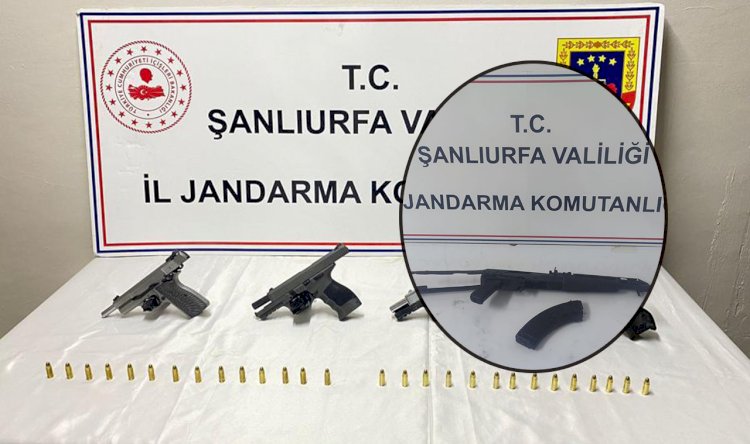 T.C.
ŞANLIURFA VA
İL JANDARMA KO
T.C.
ŞANLIURFA VALİLİĞİ
JANDARMA KOMUTANLI